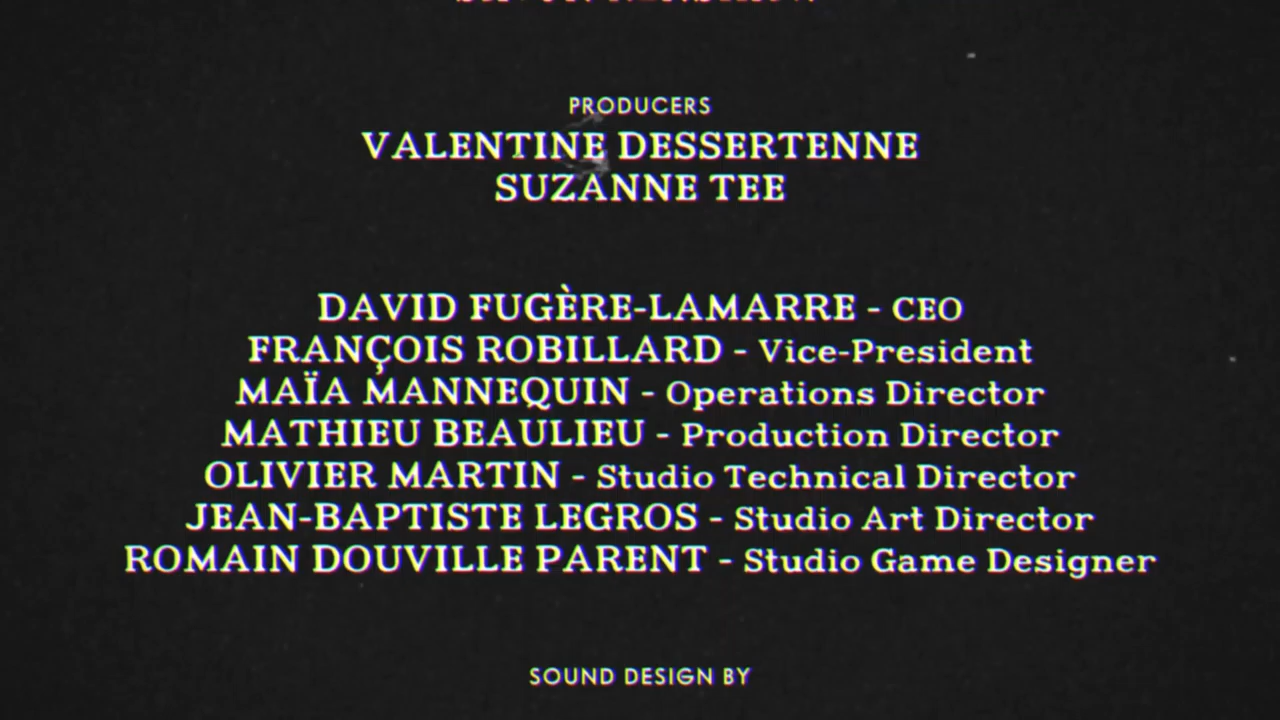 PRODUCERS
VALENTINE DESSERTENNE
SUZANNE TEE
DAVID FUGÈRE-LAMARRE - CEO
FRANÇOIS ROBILLARD - Vice-President
MAÏA MANNEQUIN - Operations Director
MATHIEU BEAULIEU - Production Director
OLIVIER MARTIN - Studio Technical Director
JEAN-BAPTISTE LEGROS - Studio Art Director
ROMAIN DOUVILLE PARENT - Studio Game Designer
SOUND DESIGN BY